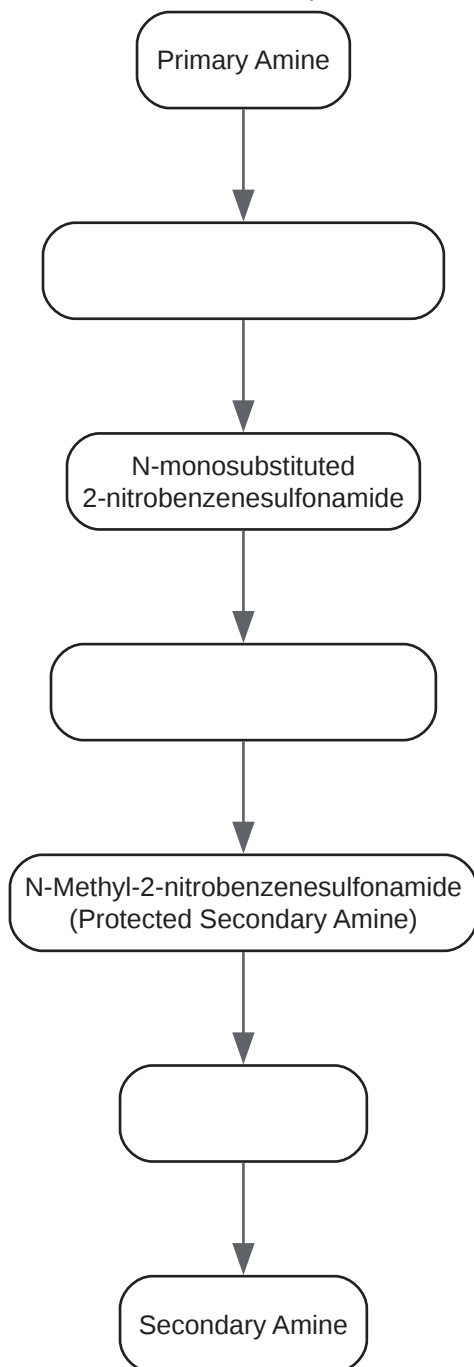 Primary Amine
N-monosubstituted
2-nitrobenzenesulfonamide
N-Methyl-2-nitrobenzenesulfonamide
(Protected Secondary Amine)
Secondary Amine